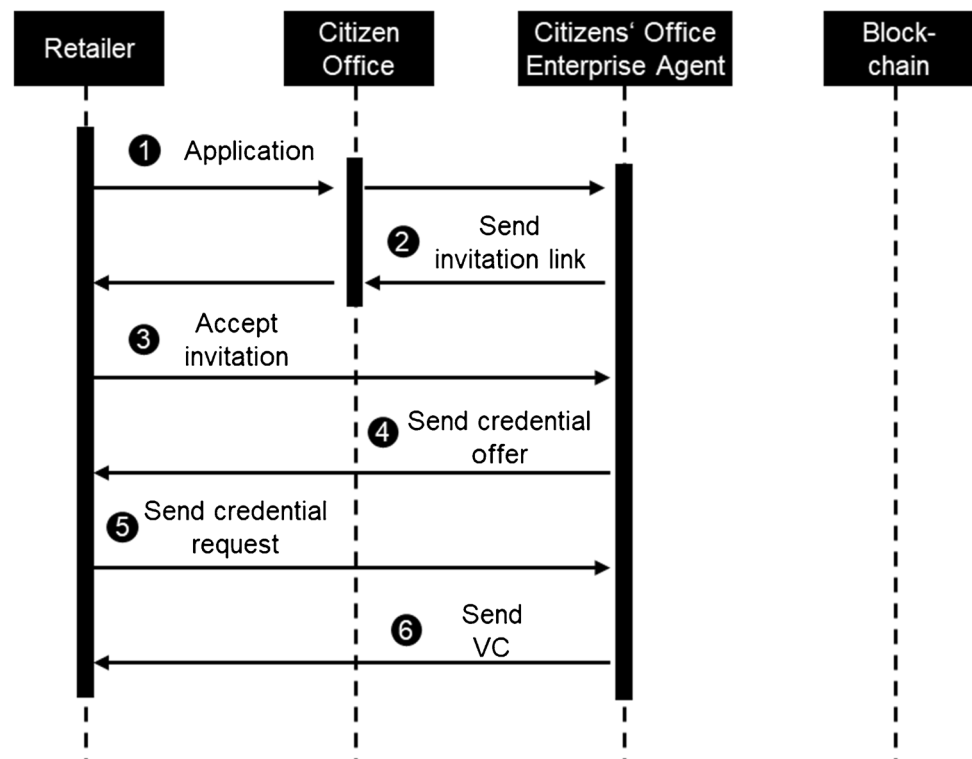 Retailer
Citizen
Office
Citizens‘ Office
Enterprise Agent
Block-
chain
1 Application
2 Send
invitation link
3 Accept
invitation
4 Send credential
offer
5 Send credential
request
6 Send
VC